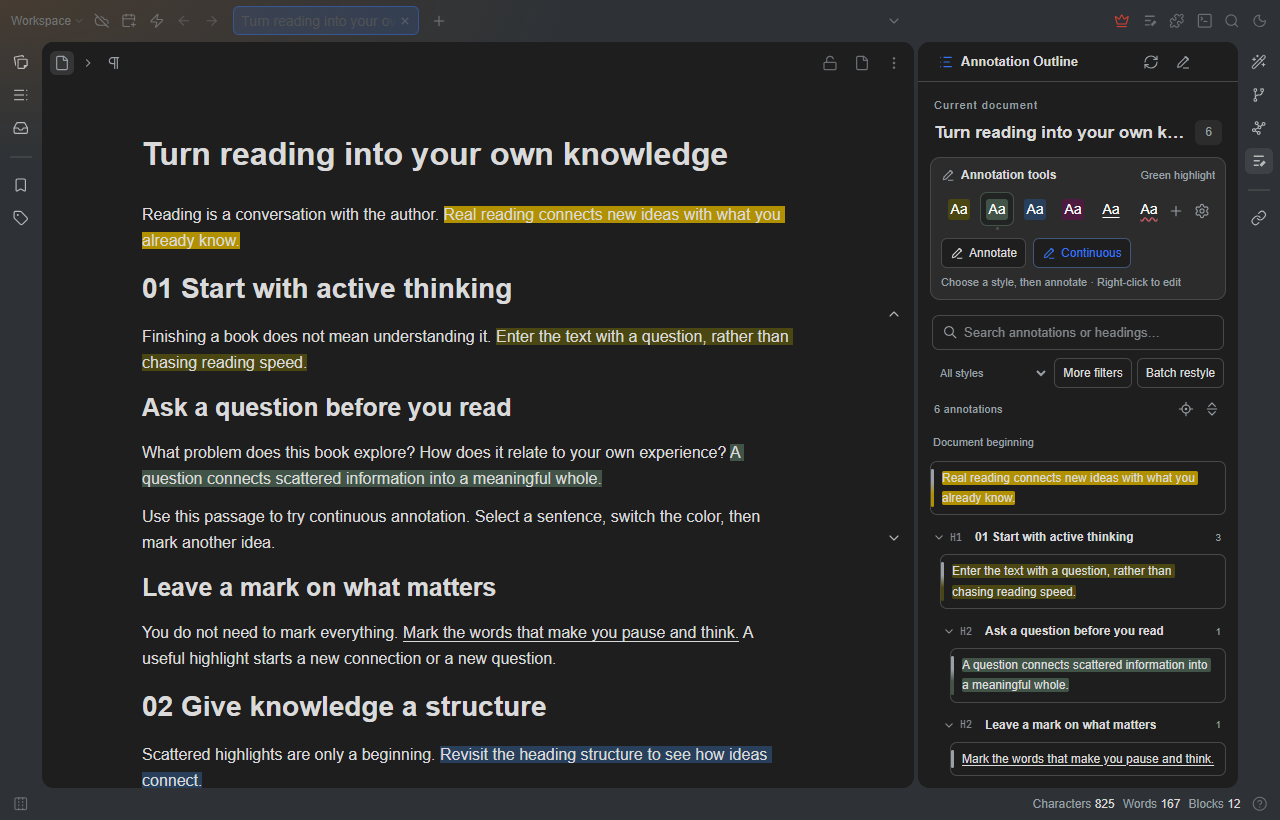 Workspace
Turn reading into your o
Turn reading into your own knowledge
Reading is a conversation with the author. Real reading connects new ideas with what you
already know.
01 Start with active thinking
Finishing a book does not mean understanding it. Enter the text with a question, rather than
chasing reading speed.
Ask a question before you read
What problem does this book explore? How does it relate to your own experience? A
question connects scattered information into a meaningful whole.
Use this passage to try continuous annotation. Select a sentence, switch the color, then
mark another idea.
Leave a mark on what matters
You do not need to mark everything. Mark the words that make you pause and think. A
useful highlight starts a new connection or a new question.
02 Give knowledge a structure
Scattered highlights are only a beginning. Revisit the heading structure to see how ideas
connect.
Annotation Outline
Current document
Turn reading into your own k... 6
Annotation tools Green highlight
Aa Aa Aa Aa Aa Aa
Annotate Continuous
Choose a style, then annotate · Right-click to edit
Search annotations or headings...
All styles More filters Batch restyle
6 annotations
Document beginning
Real reading connects new ideas with what you
already know.
H1 01 Start with active thinking 3
Enter the text with a question, rather than
chasing reading speed.
H2 Ask a question before you read 1
A question connects scattered information into
a meaningful whole.
H2 Leave a mark on what matters 1
Mark the words that make you pause and think.
Characters 825 Words 167 Blocks 12